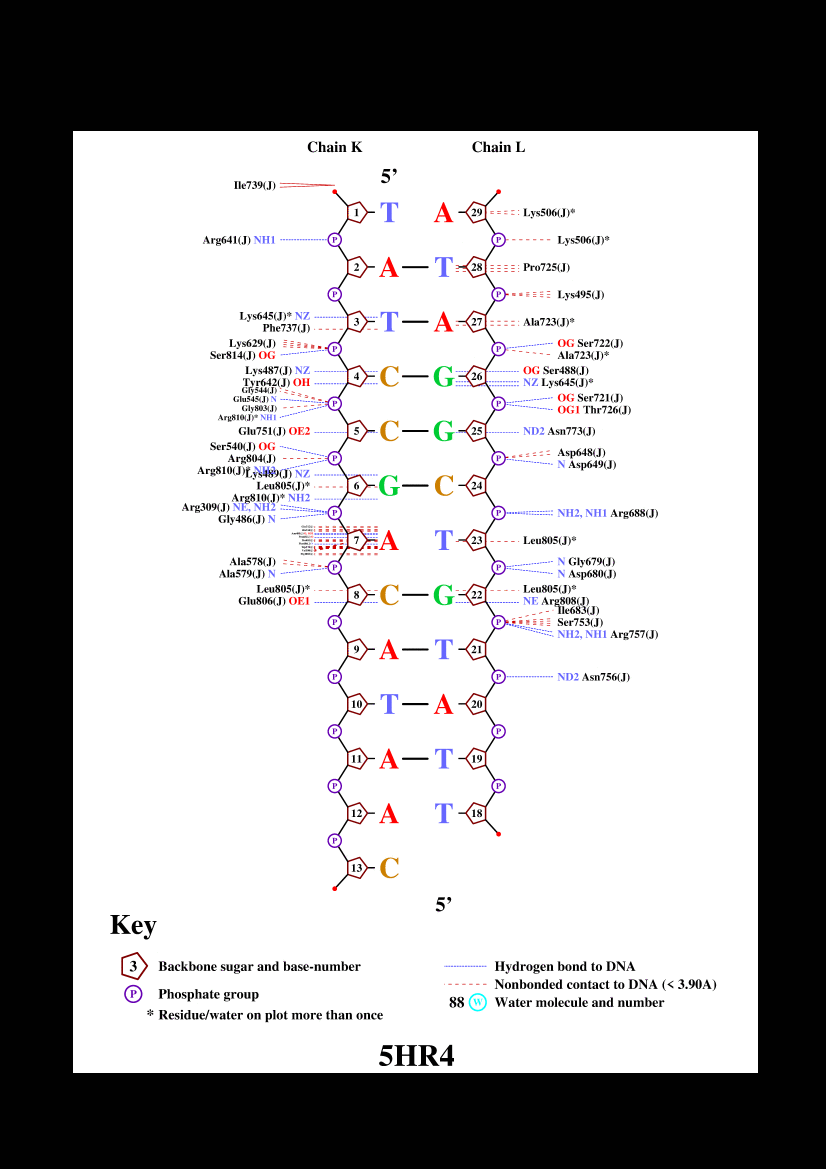 Chain K
Chain L
5’
Ile739(J)
1 T A 29
Lys506(J)*
Arg641(J) NH1
P P
Lys506(J)*
2 A T 28
Pro725(J)
P P
Lys495(J)
Lys645(J)* NZ
3 T A 27
Ala723(J)*
Phe737(J)
Lys629(J)
P P
OG Ser722(J)
Ser814(J) OG
Ala723(J)*
Lys487(J) NZ
OG Ser488(J)
4 C G 26
Tyr642(J) OH
NZ Lys645(J)*
Gly544(J)
Glu545(J) N
OG Ser721(J)
P P
Gly803(J)
OG1 Thr726(J)
Arg810(J)* NH1
Glu751(J) OE2
5 C G 25
ND2 Asn773(J)
Ser540(J) OG
Asp648(J)
Arg804(J)
P P
N Asp649(J)
Arg810(J)* NH2
Lys489(J) NZ
Leu805(J)*
6 G C 24
Arg810(J)* NH2
Arg309(J) NE, NH2
P P
NH2, NH1 Arg688(J)
Gly486(J) N
7 A T 23
Leu805(J)*
Ala578(J)
N Gly679(J)
P P
Ala579(J) N
N Asp680(J)
Leu805(J)*
Leu805(J)*
8 C G 22
Glu806(J) OE1
NE Arg808(J)
Ile683(J)
P P
Ser753(J)
NH2, NH1 Arg757(J)
9 A T 21
P P
ND2 Asn756(J)
10 T A 20
P P
11 A T 19
P P
12 A T 18
P
13 C
5’
Key
3 Backbone sugar and base-number
Hydrogen bond to DNA
Nonbonded contact to DNA (< 3.90A)
P Phosphate group
88 W Water molecule and number
* Residue/water on plot more than once
5HR4